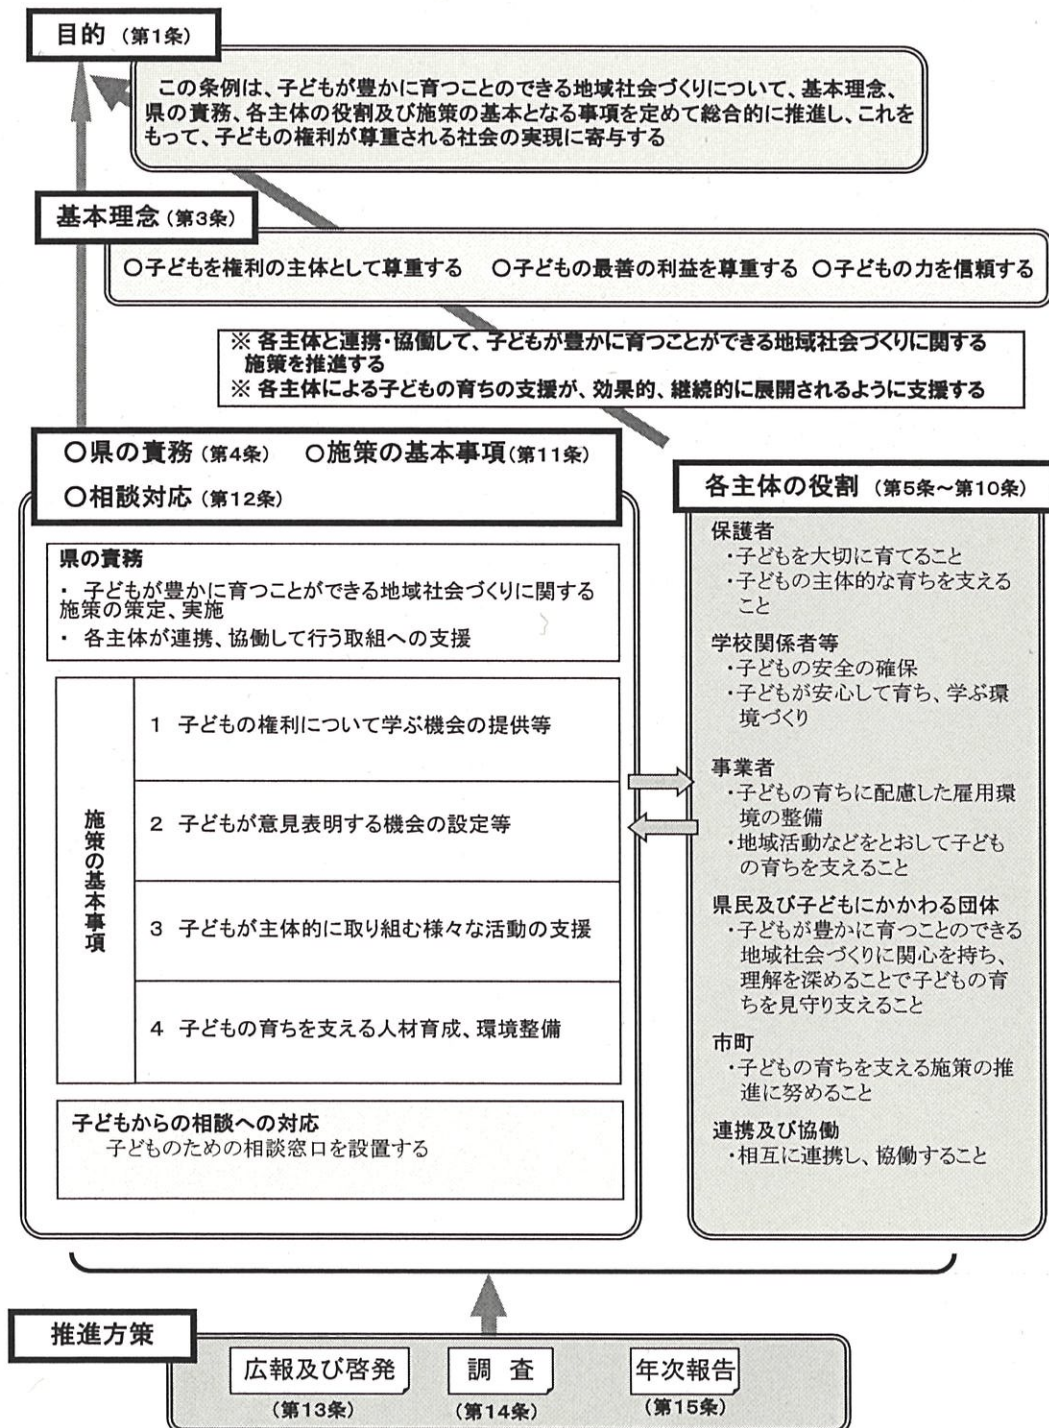 目的 (第1条)
この条例は、子どもが豊かに育つことのできる地域社会づくりについて、基本理念、
県の責務、各主体の役割及び施策の基本となる事項を定めて総合的に推進し、これを
もって、子どもの権利が尊重される社会の実現に寄与する
基本理念 (第3条)
○子どもを権利の主体として尊重する ○子どもの最善の利益を尊重する ○子どもの力を信頼する
※ 各主体と連携・協働して、子どもが豊かに育つことができる地域社会づくりに関する
施策を推進する
※ 各主体による子どもの育ちの支援が、効果的、継続的に展開されるように支援する
○県の責務 (第4条) ○施策の基本事項(第11条)
○相談対応 (第12条)
県の責務
・ 子どもが豊かに育つことができる地域社会づくりに関する
施策の策定、実施
・ 各主体が連携、協働して行う取組への支援
施策の基本事項
1 子どもの権利について学ぶ機会の提供等
2 子どもが意見表明する機会の設定等
3 子どもが主体的に取り組む様々な活動の支援
4 子どもの育ちを支える人材育成、環境整備
子どもからの相談への対応
子どものための相談窓口を設置する
各主体の役割 (第5条～第10条)
保護者
・子どもを大切に育てること
・子どもの主体的な育ちを支える
こと
学校関係者等
・子どもの安全の確保
・子どもが安心して育ち、学ぶ環
境づくり
事業者
・子どもの育ちに配慮した雇用環
境の整備
・地域活動などをとおして子ども
の育ちを支えること
県民及び子どもにかかわる団体
・子どもが豊かに育つことのできる
地域社会づくりに関心を持ち、
理解を深めることで子どもの育
ちを見守り支えること
市町
・子どもの育ちを支える施策の推
進に努めること
連携及び協働
・相互に連携し、協働すること
推進方策
広報及び啓発
(第13条)
調 査
(第14条)
年次報告
(第15条)